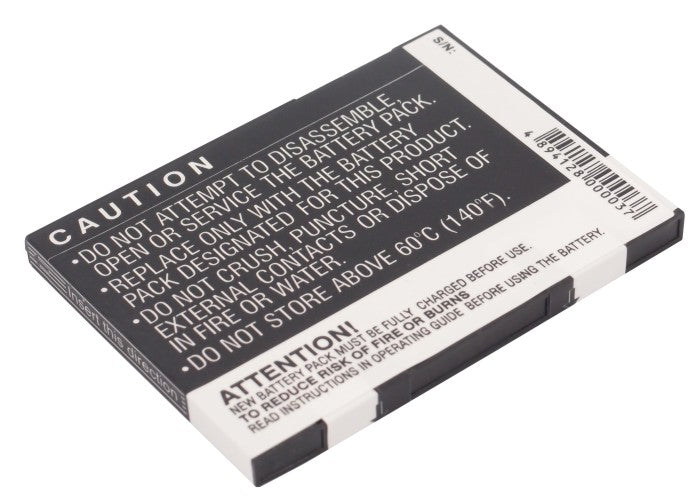 CAUTION
•DO NOT ATTEMPT TO DISASSEMBLE,
OPEN OR SERVICE THE BATTERY PACK.
•REPLACE ONLY WITH THE BATTERY
PACK DESIGNATED FOR THIS PRODUCT.
•DO NOT CRUSH, PUNCTURE, SHORT
EXTERNAL CONTACTS OR DISPOSE OF
IN FIRE OR WATER.
•DO NOT STORE ABOVE 60°C (140°F).
ATTENTION!
NEW BATTERY PACK MUST BE FULLY CHARGED BEFORE USE.
TO REDUCE RISK OF FIRE OR BURNS
READ INSTRUCTIONS IN OPERATING GUIDE BEFORE USING THE BATTERY.
S/N:
4894128000037
Insert this direction